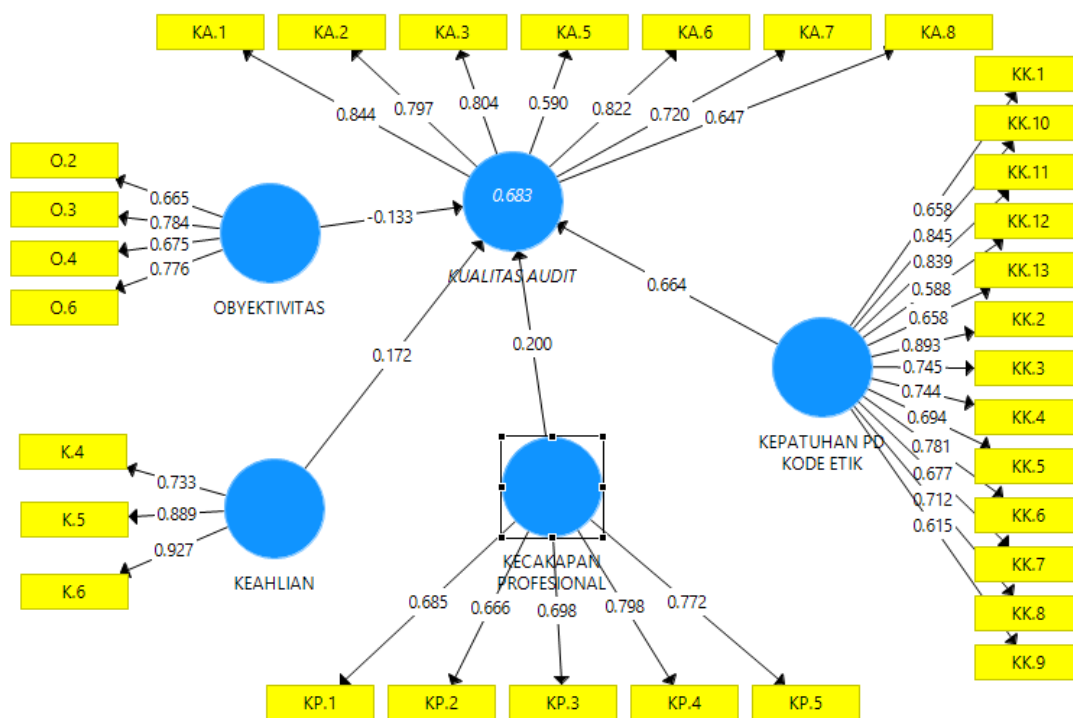 KA.1
KA.2
KA.3
KA.5
KA.6
KA.7
KA.8
0.844
0.797
0.804
0.590
0.822
0.720
0.647
KK.1
KK.10
KK.11
KK.12
KK.13
KK.2
KK.3
KK.4
KK.5
KK.6
KK.7
KK.8
KK.9
0.658
0.845
0.839
0.588
0.658
0.893
0.745
0.744
0.694
0.781
0.677
0.712
0.615
O.2
O.3
O.4
O.6
0.665
0.784
0.675
0.776
OBYEKTIVITAS
-0.133
0.683
KUALITAS AUDIT
0.664
0.172
0.200
KEPATUHAN PD
KODE ETIK
K.4
K.5
K.6
0.733
0.889
0.927
KEAHLIAN
KECAKAPAN
PROFESIONAL
0.685
0.666
0.698
0.798
0.772
KP.1
KP.2
KP.3
KP.4
KP.5